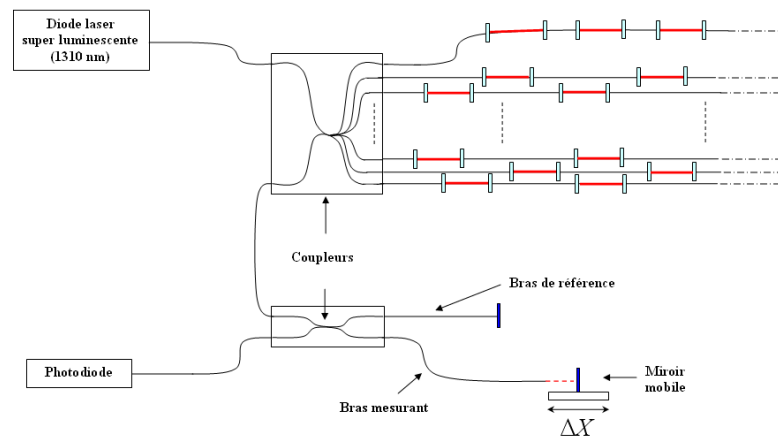 Diode laser
super luminescente
(1310 nm)
Coupleurs
Bras de référence
Photodiode
Bras mesurant
Miroir
mobile
ΔX